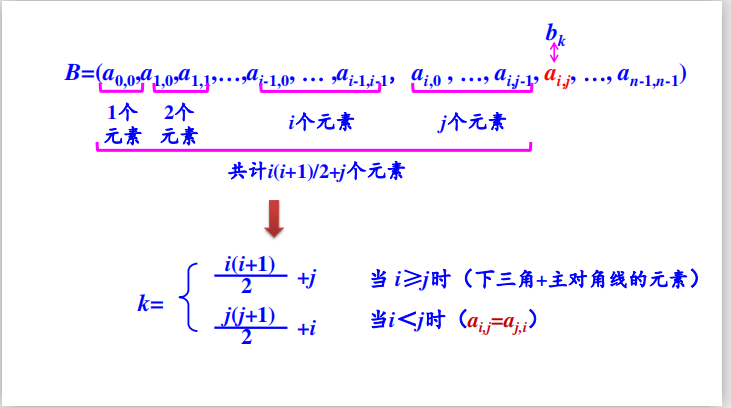 b_k
B=(a_{0,0},a_{1,0},a_{1,1},…,a_{i-1,0}, … ,a_{i-1,i-1}, a_{i,0} , …, a_{i,j-1}, a_{i,j}, …, a_{n-1,n-1})
1个元素 2个元素 i个元素 j个元素
共计i(i+1)/2+j个元素
k= { i(i+1)/2 +j 当 i≥j时（下三角+主对角线的元素）
j(j+1)/2 +i 当i＜j时（a_{i,j}=a_{j,i}）